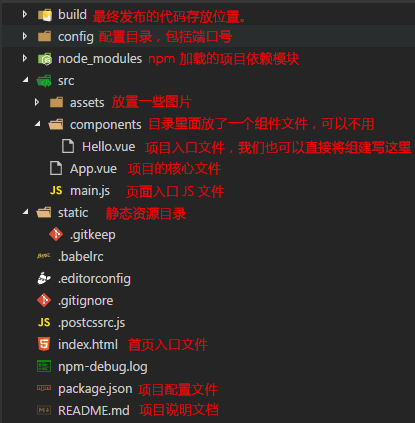 build 最终发布的代码存放位置。
config 配置目录，包括端口号
node_modules npm 加载的项目依赖模块
src
assets 放置一些图片
components 目录里面放了一个组件文件，可以不用
Hello.vue 项目入口文件，我们也可以直接将组建写这里
App.vue 项目的核心文件
JS main.js 页面入口 JS 文件
static 静态资源目录
.gitkeep
.babelrc
.editorconfig
.gitignore
JS .postcssrc.js
index.html 首页入口文件
npm-debug.log
package.json 项目配置文件
README.md 项目说明文档